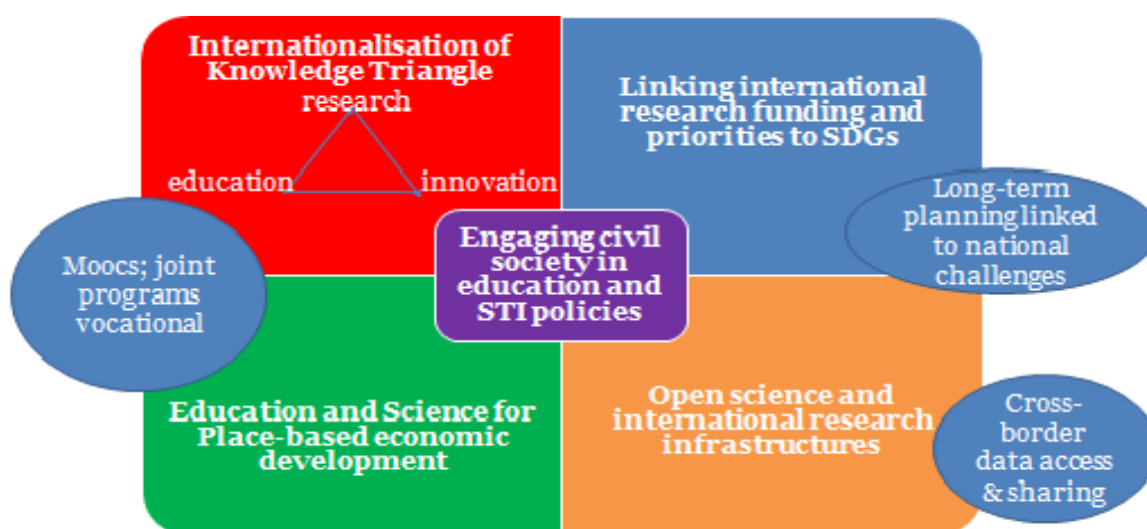 Internationalisation of
Knowledge Triangle
research
education
innovation
Linking international
research funding and
priorities to SDGs
Long-term
planning linked
to national
challenges
Engaging civil
society in
education and
STI policies
Moocs; joint
programs
vocational
Education and Science for
Place-based economic
development
Open science and
international research
infrastructures
Cross-
border
data access
& sharing